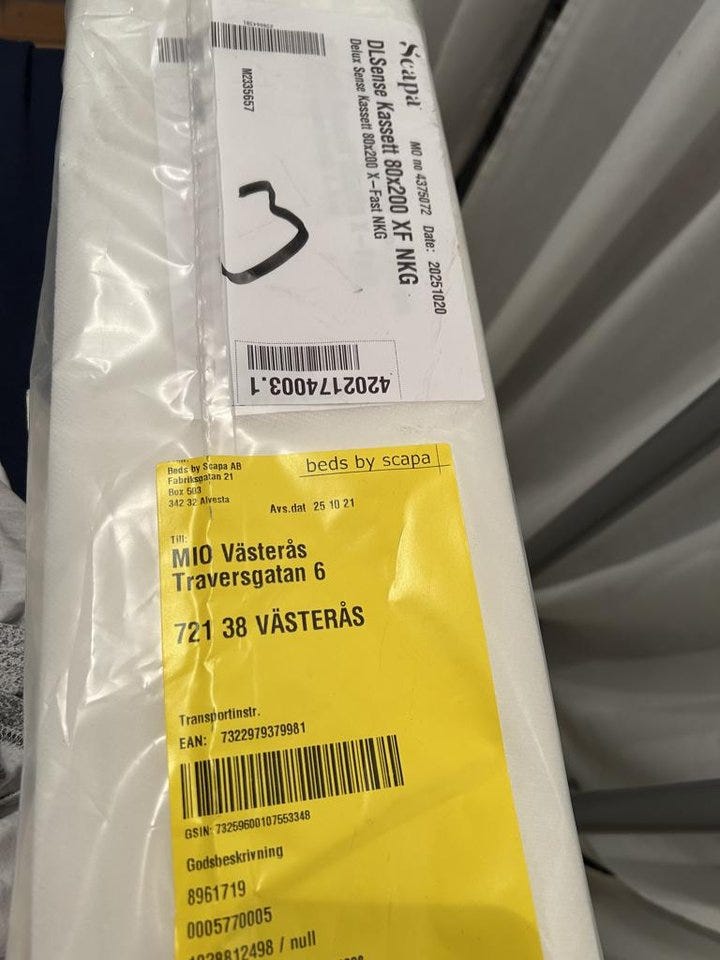 Scapa
MO no 4375072 Date: 20251020
DLSense Kassett 80x200 XF NKG
Delux Sense Kassett 80x200 X-Fast NKG
M2335657
3
4202174003.1
beds by scapa
Beds by Scapa AB
Fabriksgatan 21
Box 503
342 32 Alvesta
Avs.dat 25 10 21
Till:
MIO Västerås
Traversgatan 6
721 38 VÄSTERÅS
Transportinstr.
EAN: 7322979379981
GSIN: 73259600107553348
Godsbeskrivning
8961719
0005770005
1028812498 / null